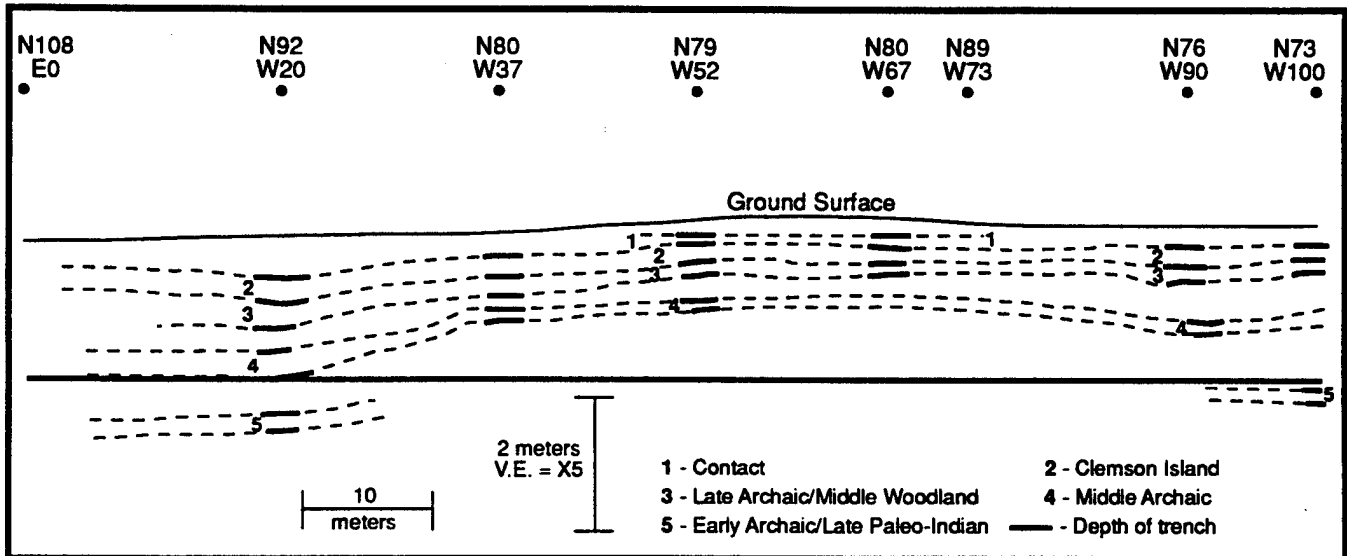 N108 N92 N80 N79 N80 N89 N76 N73
E0 W20 W37 W52 W67 W73 W90 W100
Ground Surface
1 1
2 2 2
3 3 3
4 4 4
5 5
2 meters
V.E. = X5
10
meters
1 - Contact
2 - Clemson Island
3 - Late Archaic/Middle Woodland
4 - Middle Archaic
5 - Early Archaic/Late Paleo-Indian
- Depth of trench